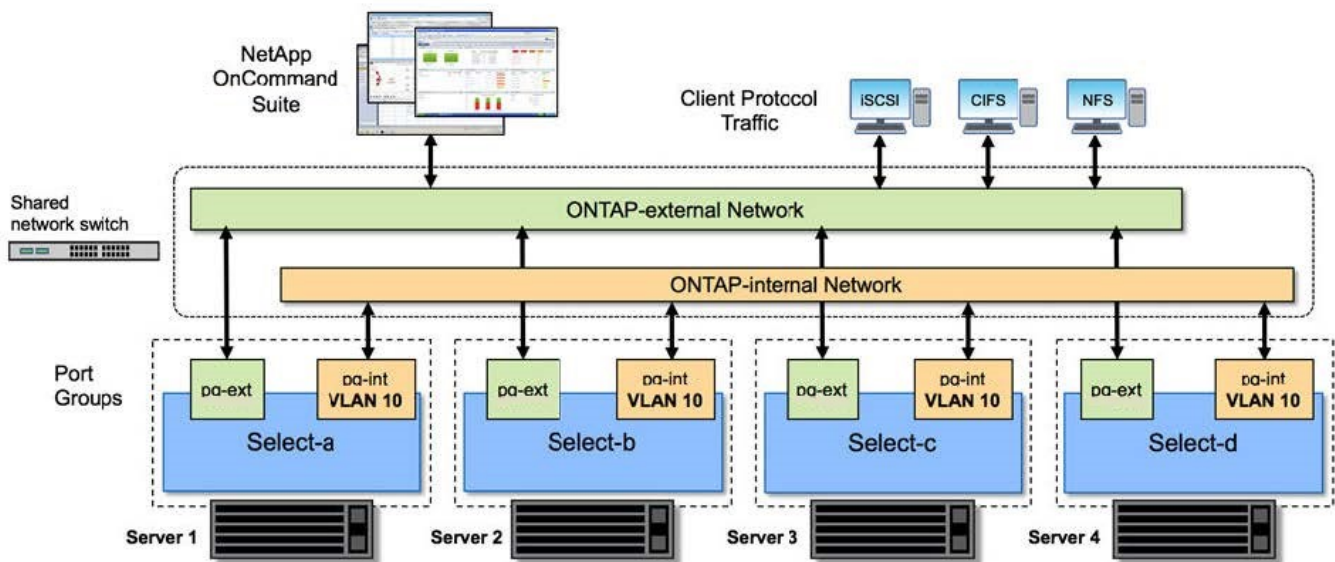 NetApp
OnCommand
Suite
Client Protocol
Traffic
iSCSI
CIFS
NFS
Shared
network switch
ONTAP-external Network
ONTAP-internal Network
Port
Groups
pg-ext
pg-int
VLAN 10
Select-a
pg-ext
pg-int
VLAN 10
Select-b
pg-ext
pg-int
VLAN 10
Select-c
pg-ext
pg-int
VLAN 10
Select-d
Server 1
Server 2
Server 3
Server 4